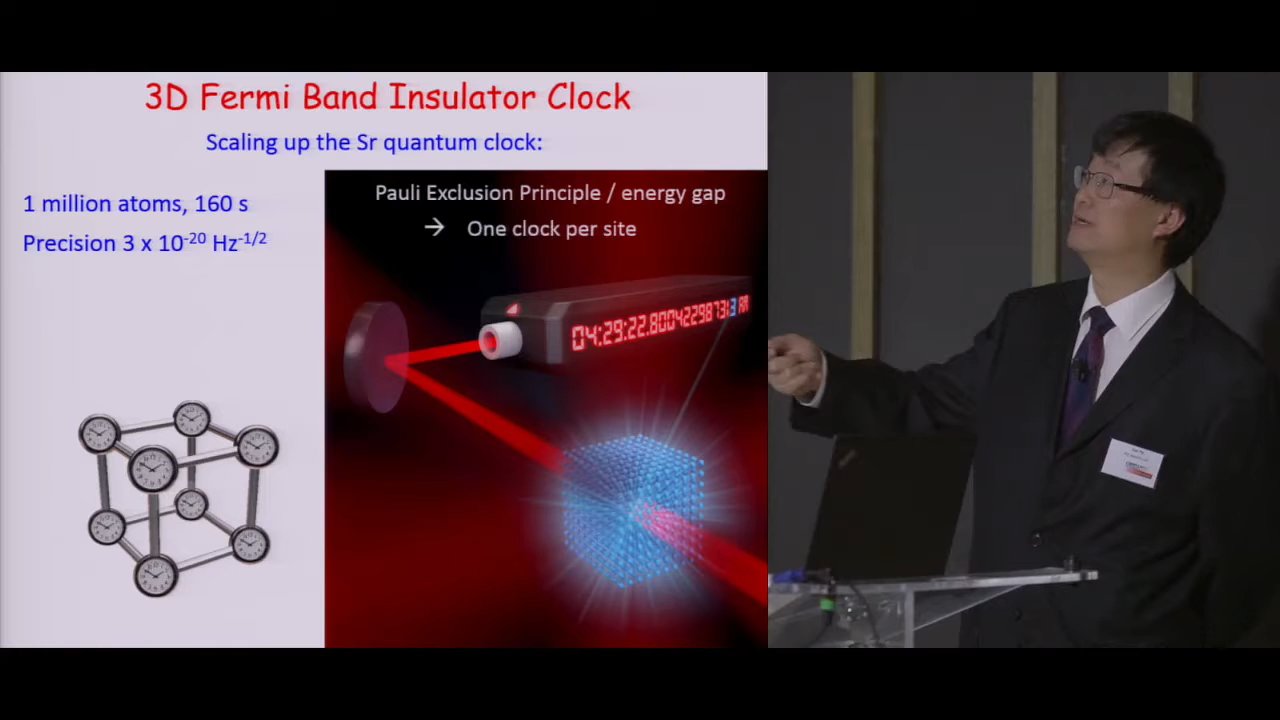 3D Fermi Band Insulator Clock
Scaling up the Sr quantum clock:
1 million atoms, 160 s
Precision 3 x 10⁻²⁰ Hz⁻¹/²
Pauli Exclusion Principle / energy gap
→ One clock per site